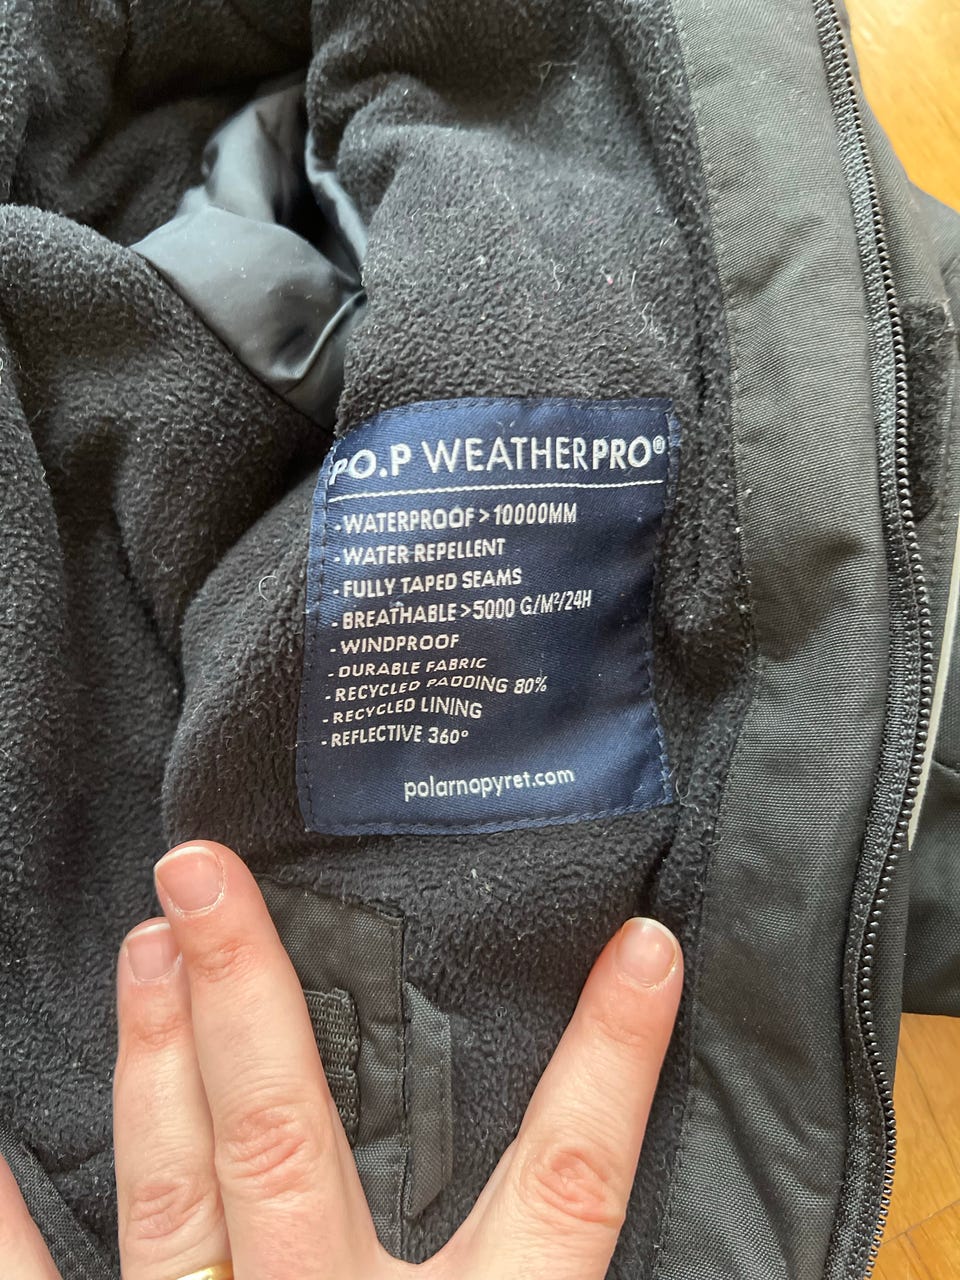 PO.P WEATHERPRO®
- WATERPROOF > 10000MM
- WATER REPELLENT
- FULLY TAPED SEAMS
- BREATHABLE > 5000 G/M²/24H
- WINDPROOF
- DURABLE FABRIC
- RECYCLED PADDING 80%
- RECYCLED LINING
- REFLECTIVE 360°
polarnopyret.com